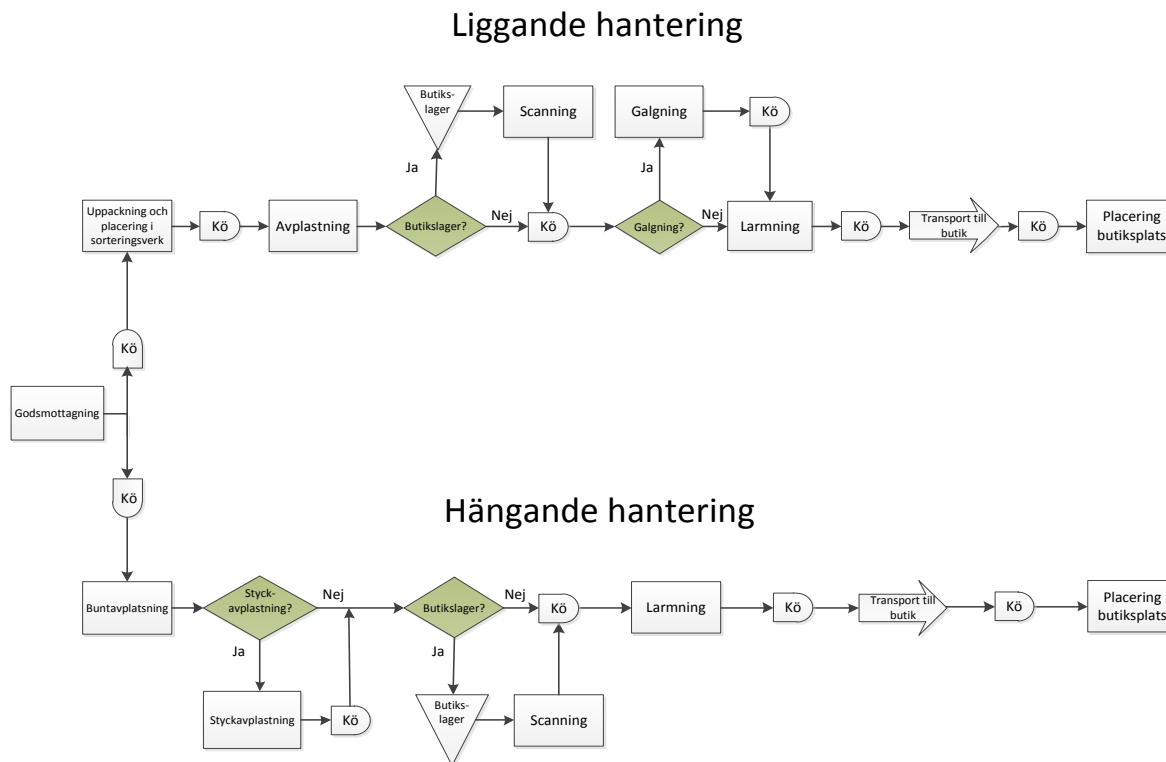 Liggande hantering
Butiks-
lager
Scanning
Galgning
Kö
Ja
Ja
Uppackning och
placering i
sorteringsverk
Kö
Avplastning
Butikslager?
Nej
Kö
Galgning?
Nej
Larmning
Kö
Transport till
butik
Kö
Placering
butiksplats
Kö
Godsmottagning
Kö
Hängande hantering
Buntavplatsning
Styck-
avplastning?
Nej
Butikslager?
Nej
Kö
Larmning
Kö
Transport till
butik
Kö
Placering
butiksplats
Ja
Ja
Styckavplastning
Kö
Butiks-
lager
Scanning